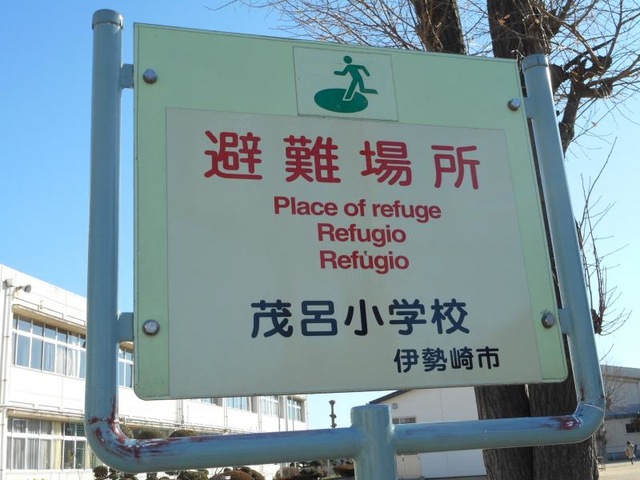 避難場所
Place of refuge
Refugio
Refúgio
茂呂小学校
伊勢崎市